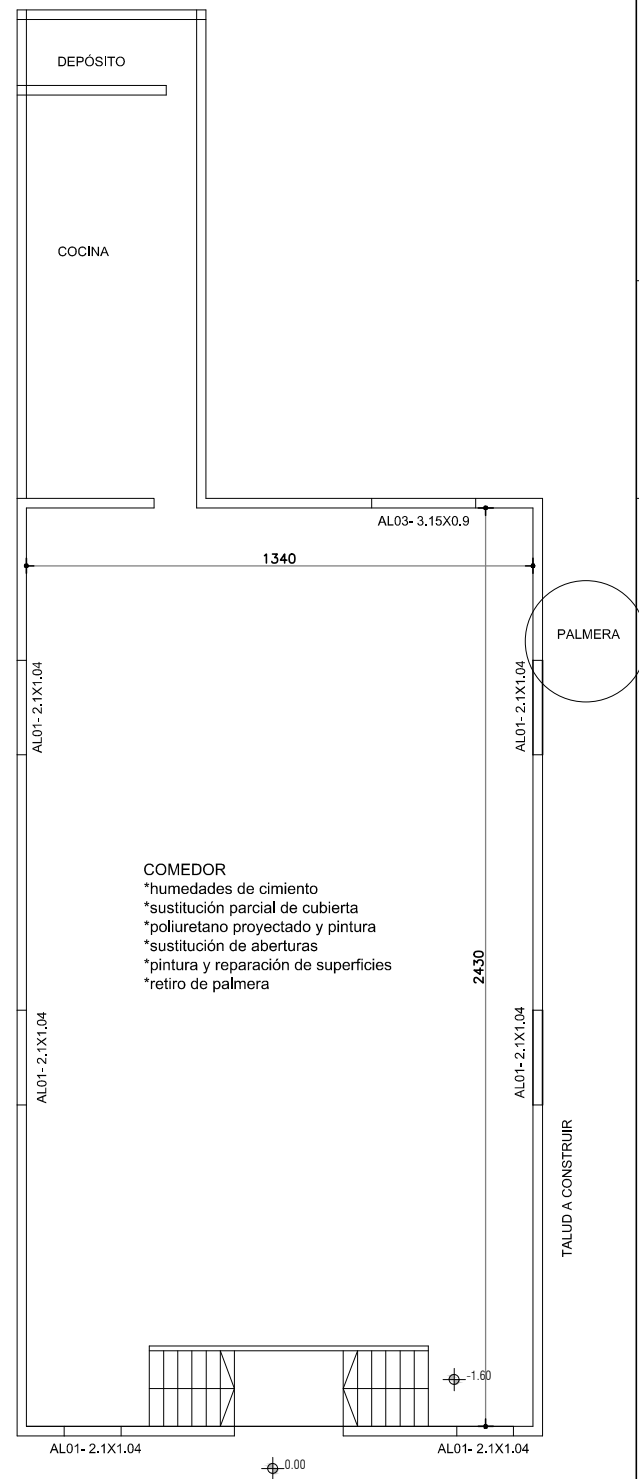 DEPÓSITO
COCINA
AL03- 3.15X0.9
1340
PALMERA
AL01- 2.1X1.04
AL01- 2.1X1.04
COMEDOR
*humedades de cimiento
*sustitución parcial de cubierta
*poliuretano proyectado y pintura
*sustitución de aberturas
*pintura y reparación de superficies
*retiro de palmera
2430
AL01- 2.1X1.04
AL01- 2.1X1.04
TALUD A CONSTRUIR
-1.60
AL01- 2.1X1.04
AL01- 2.1X1.04
0.00